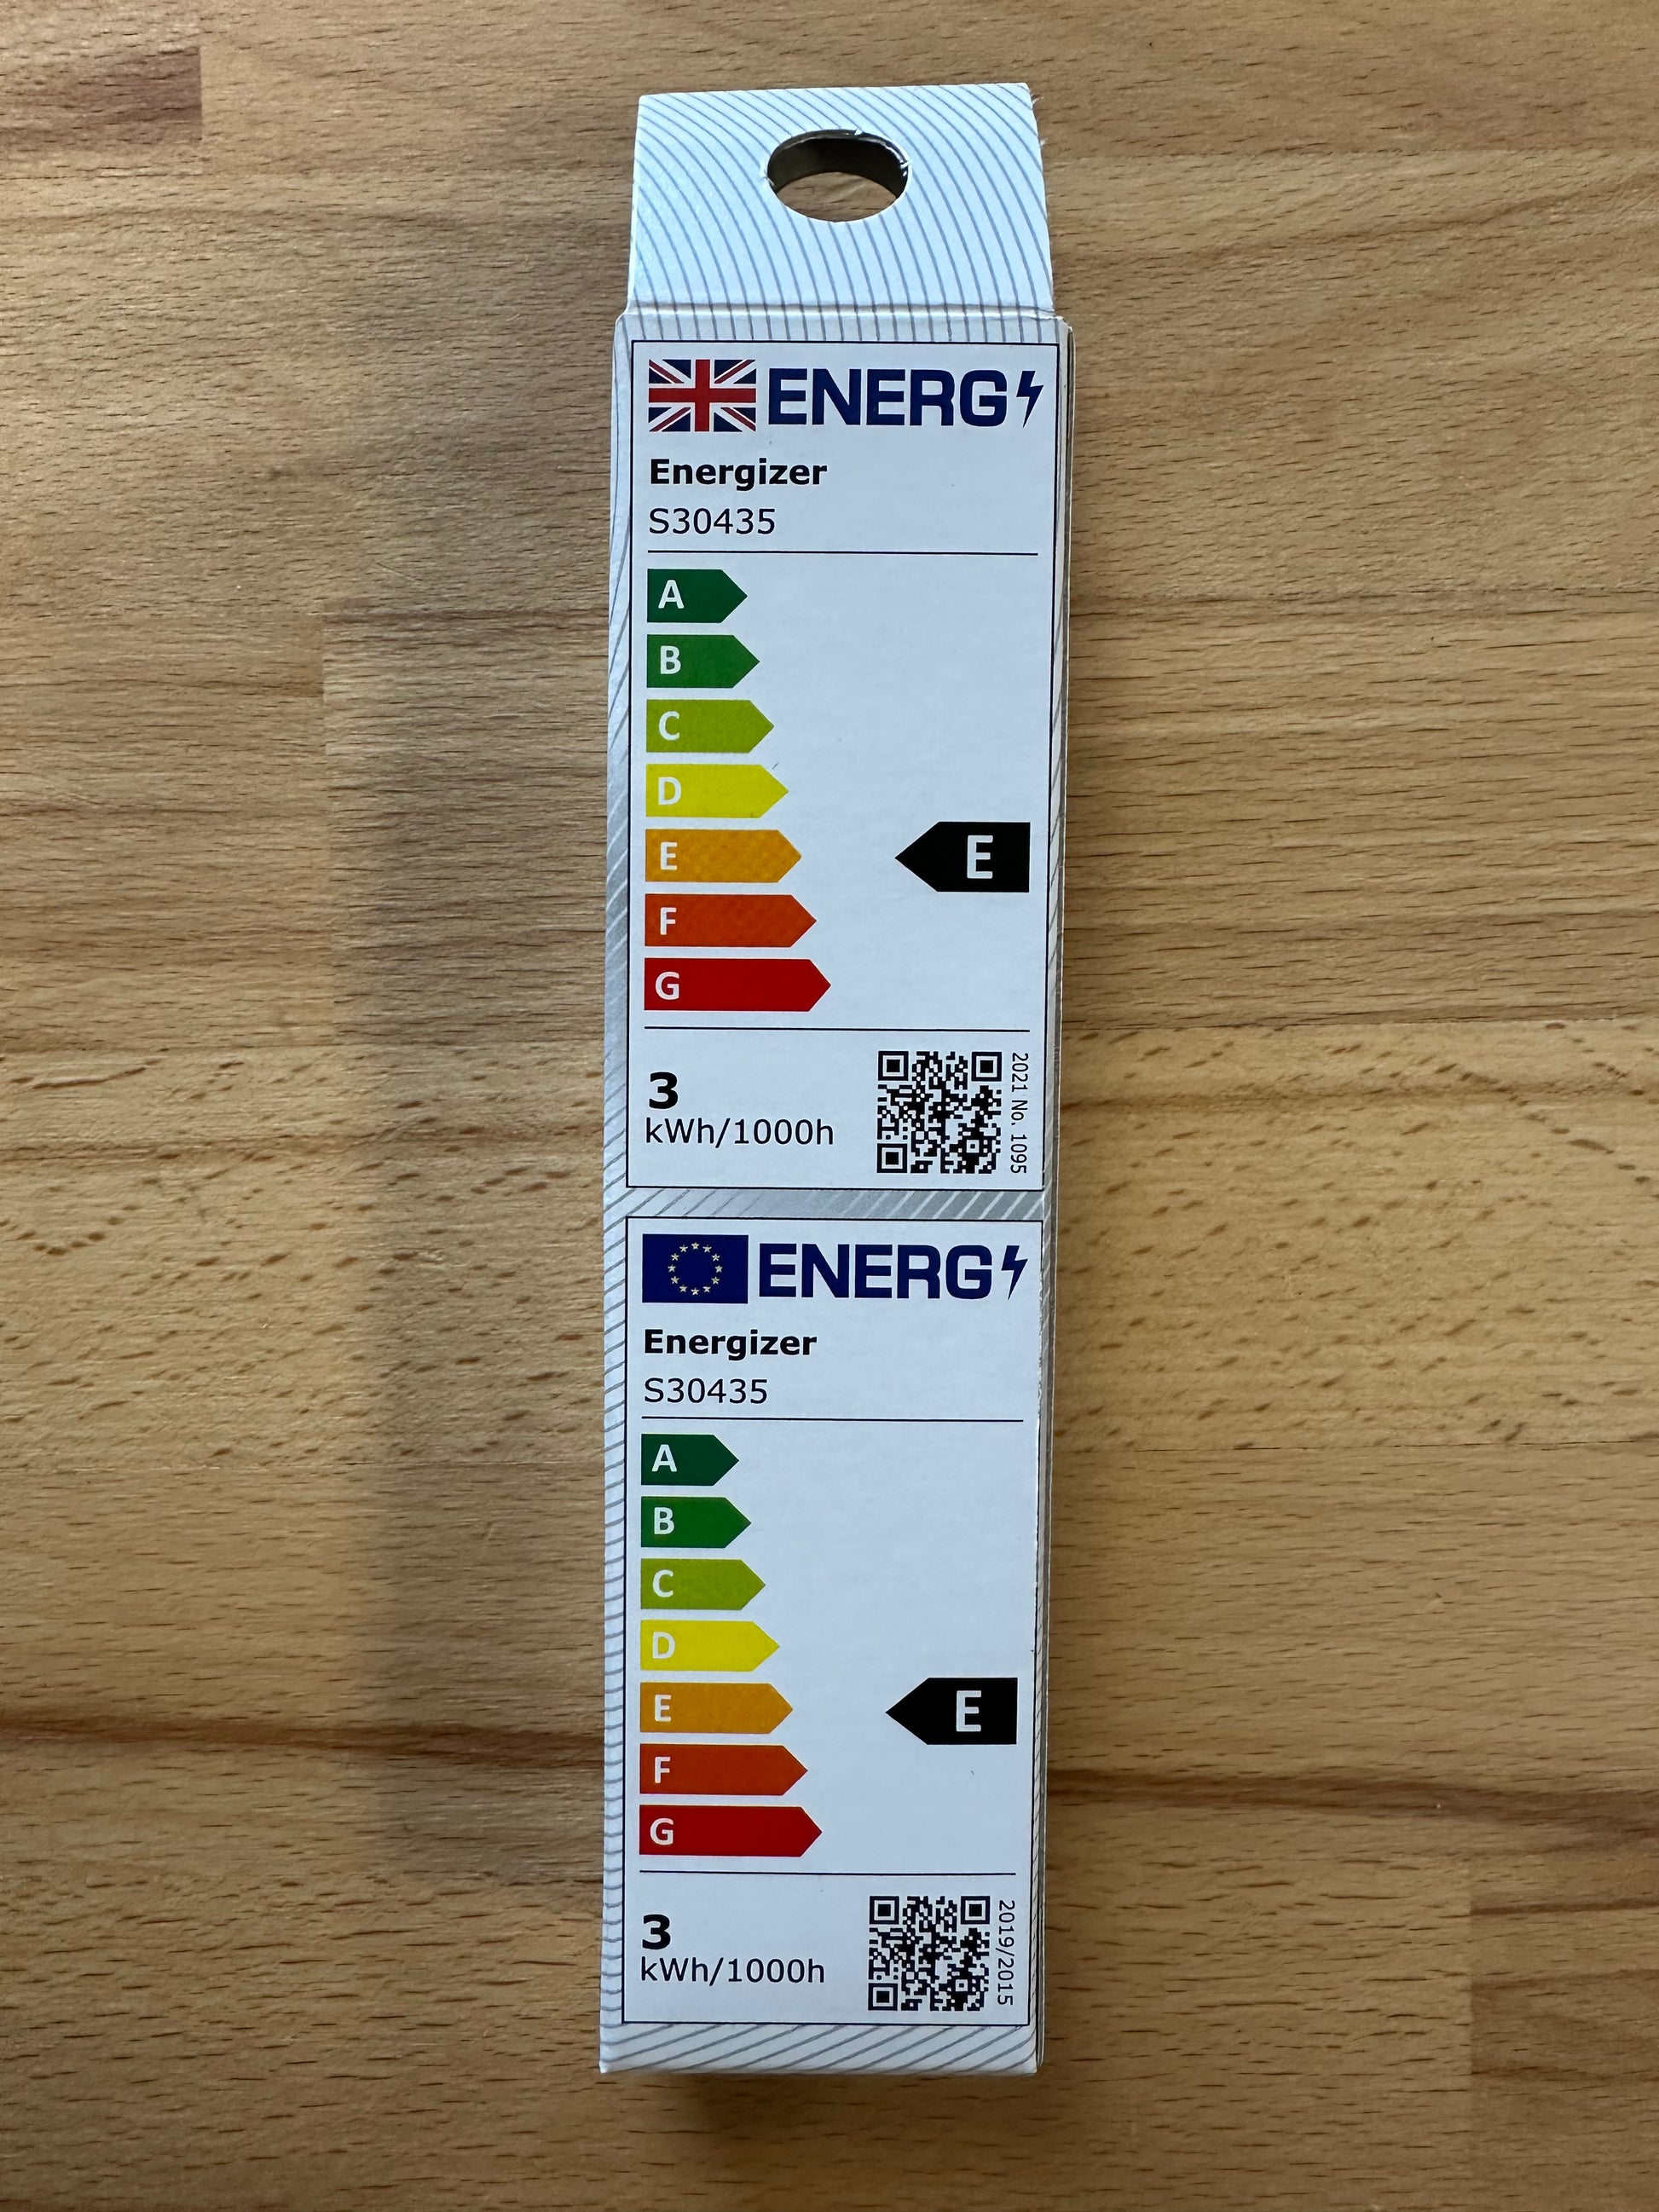 ENERG
Energizer
S30435
A
B
C
D
E
E
F
G
3
kWh/1000h
2021 No. 1095
ENERG
Energizer
S30435
A
B
C
D
E
E
F
G
3
kWh/1000h
2019/2015